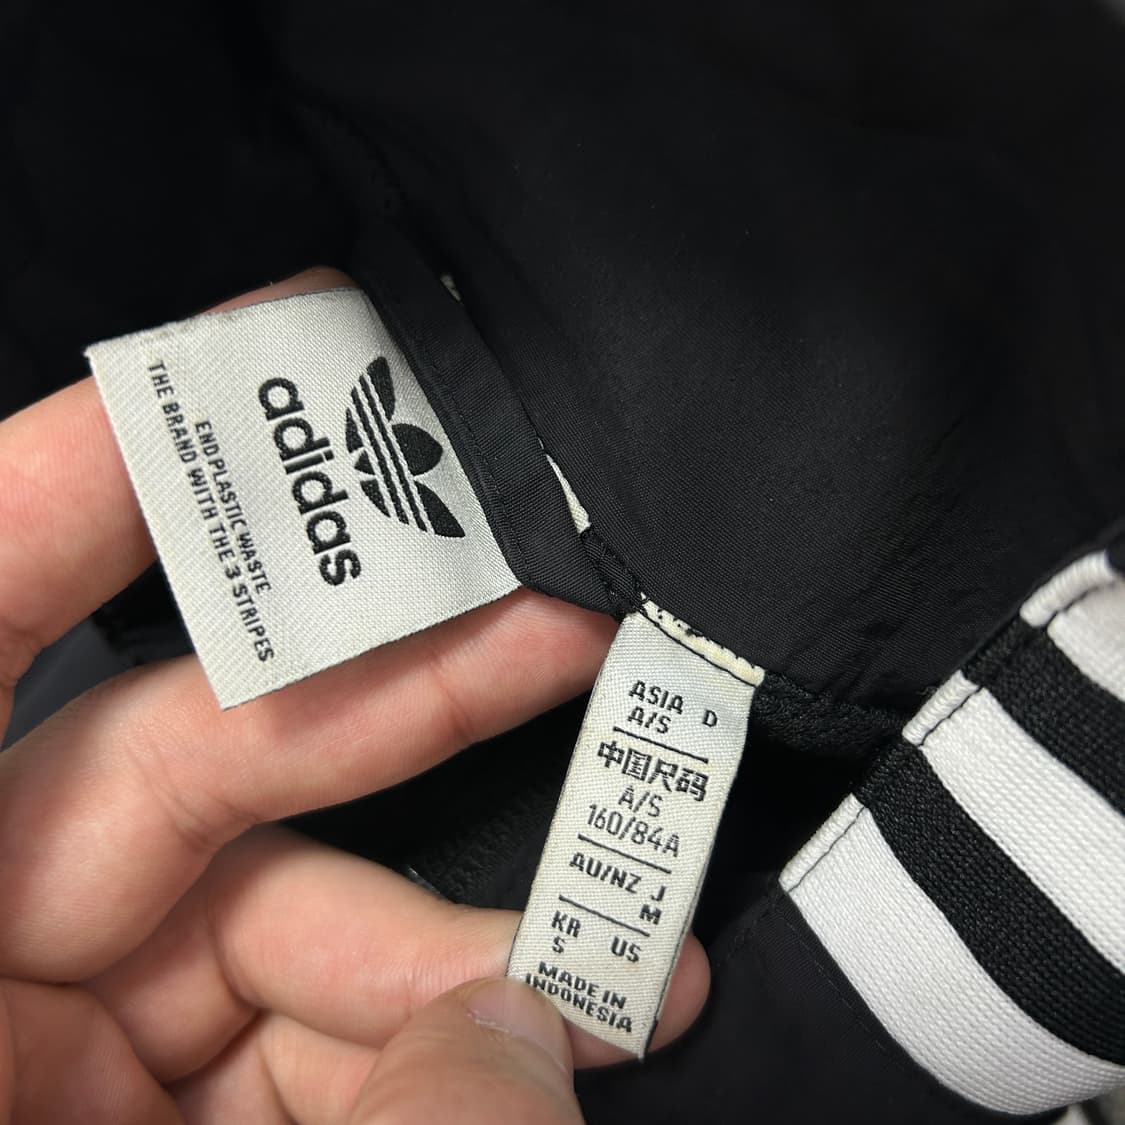 adidas
END PLASTIC WASTE
THE BRAND WITH THE 3 STRIPES
ASIA D
A/S
中国尺码
A/S
160/84A
AU/NZ J
M
KR US
S
MADE IN
INDONESIA